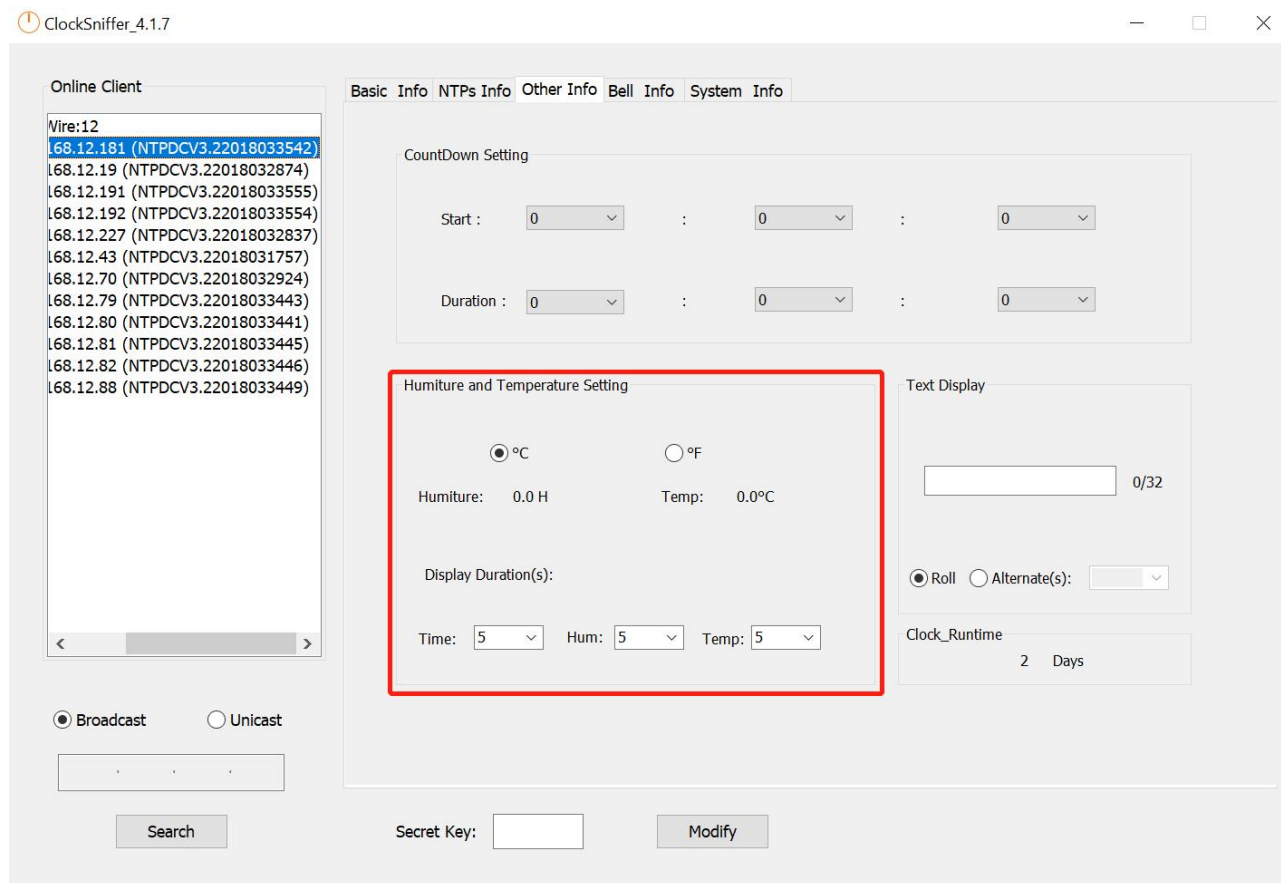 ClockSniffer_4.1.7
Online Client
Wire:12
168.12.181 (NTPDCV3.22018033542)
168.12.19 (NTPDCV3.22018032874)
168.12.191 (NTPDCV3.22018033555)
168.12.192 (NTPDCV3.22018033554)
168.12.227 (NTPDCV3.22018032837)
168.12.43 (NTPDCV3.22018031757)
168.12.70 (NTPDCV3.22018032924)
168.12.79 (NTPDCV3.22018033443)
168.12.80 (NTPDCV3.22018033441)
168.12.81 (NTPDCV3.22018033445)
168.12.82 (NTPDCV3.22018033446)
168.12.88 (NTPDCV3.22018033449)
Broadcast Unicast
Search
Basic Info NTPs Info Other Info Bell Info System Info
CountDown Setting
Start : 0 : 0 : 0
Duration : 0 : 0 : 0
Humiture and Temperature Setting
°C °F
Humiture: 0.0 H Temp: 0.0°C
Display Duration(s):
Time: 5 Hum: 5 Temp: 5
Text Display
0/32
Roll Alternate(s):
Clock_Runtime
2 Days
Secret Key: Modify